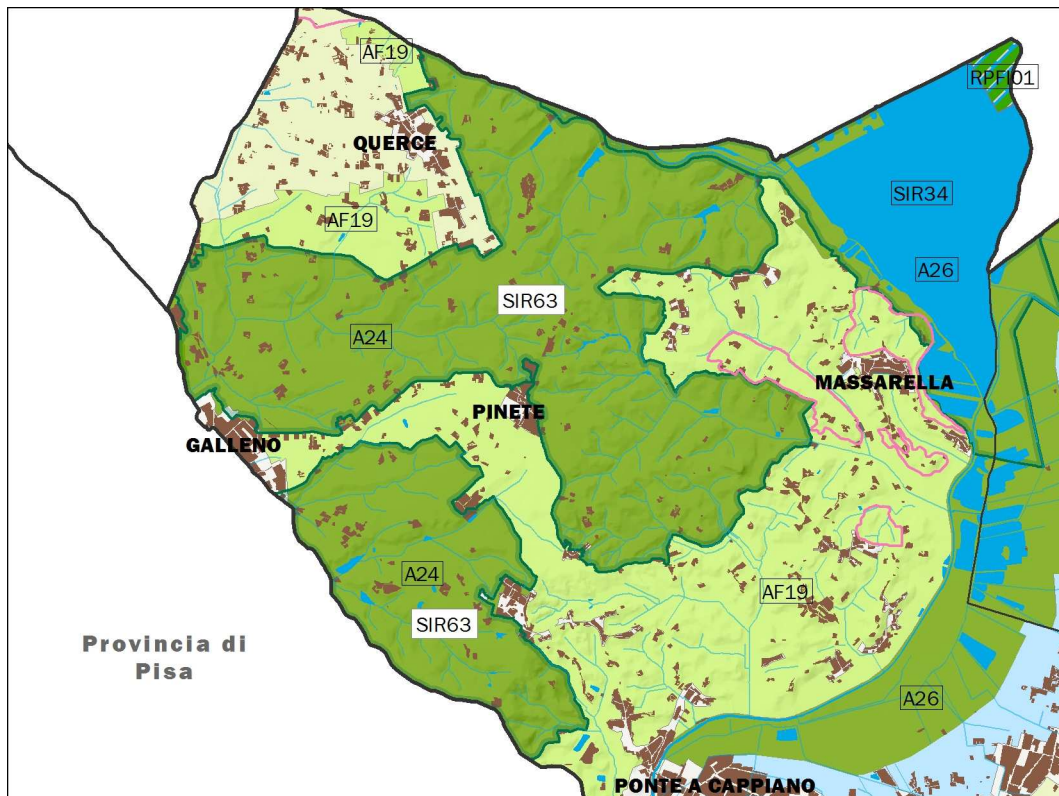 AF19
RPFI01
QUERCE
SIR34
AF19
A26
SIR63
A24
MASSARELLA
PINETE
GALLENO
A24
AF19
SIR63
Provincia di
Pisa
A26
PONTE A CAPPIANO